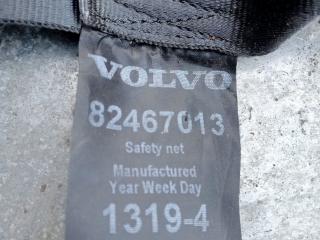 VOLVO
82467013
Safety net
Manufactured
Year Week Day
1319-4